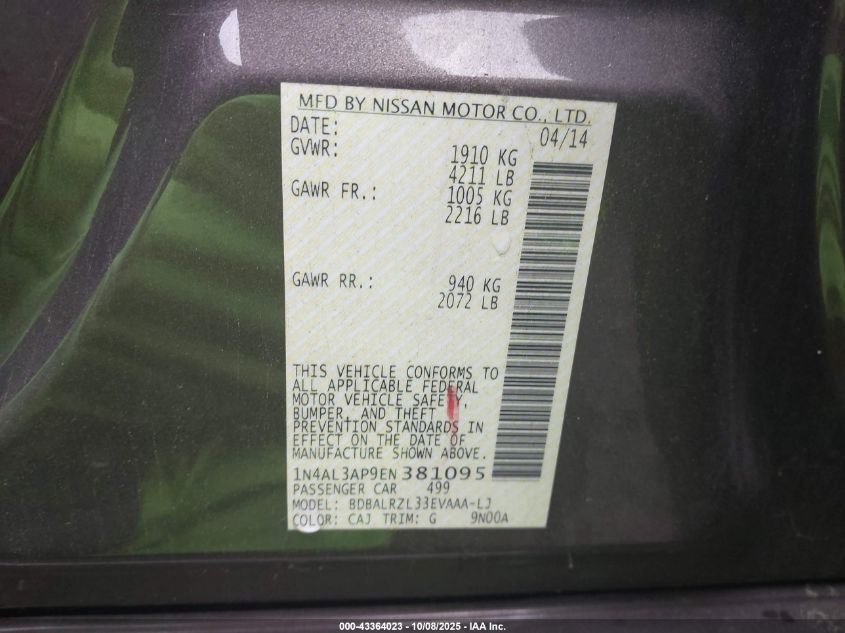 MFD BY NISSAN MOTOR CO., LTD.
DATE: 04/14
GVWR: 1910 KG
4211 LB
GAWR FR.: 1005 KG
2216 LB
GAWR RR.: 940 KG
2072 LB
THIS VEHICLE CONFORMS TO
ALL APPLICABLE FEDERAL
MOTOR VEHICLE SAFETY,
BUMPER, AND THEFT
PREVENTION STANDARDS IN
EFFECT ON THE DATE OF
MANUFACTURE SHOWN ABOVE.
1N4AL3AP9EN381095
PASSENGER CAR 499
MODEL: BDBALRZL33EVAAA-LJ
COLOR: CAJ TRIM: G 9N00A
000-43364023 - 10/08/2025 - IAA Inc.